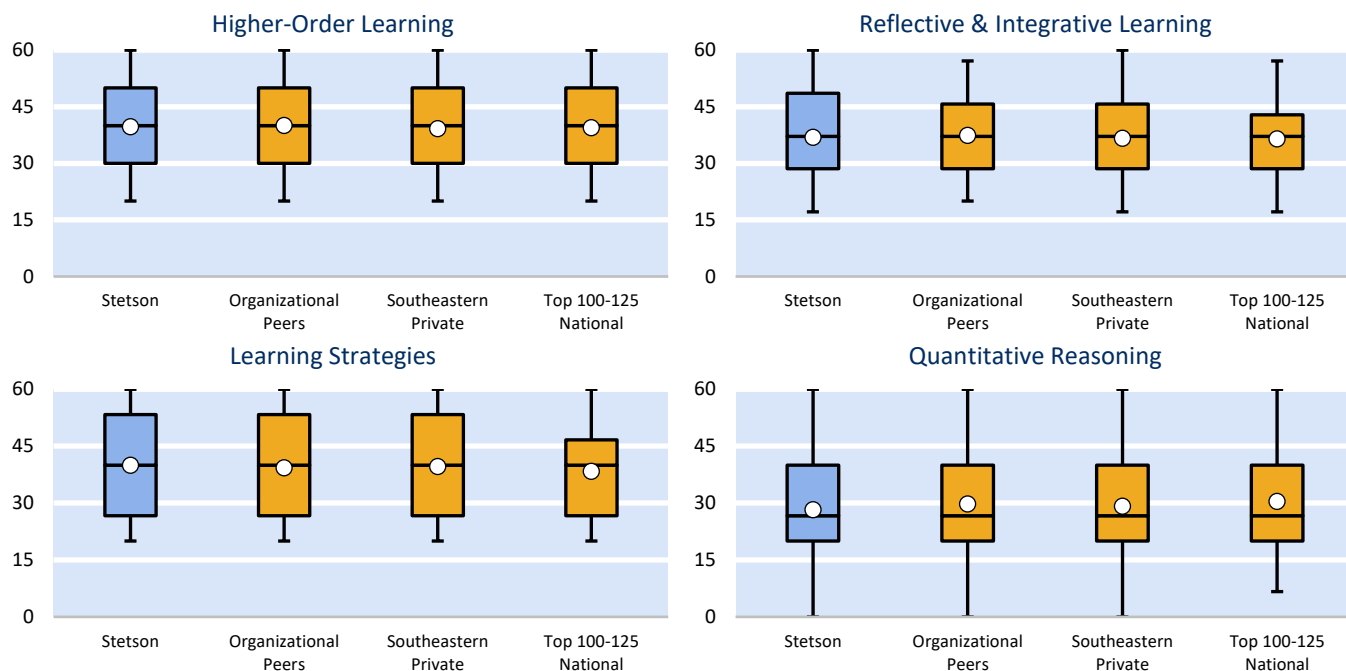 Higher-Order Learning
60
45
30
15
0
Stetson
Organizational
Peers
Southeastern
Private
Top 100-125
National
Reflective & Integrative Learning
60
45
30
15
0
Stetson
Organizational
Peers
Southeastern
Private
Top 100-125
National
Learning Strategies
60
45
30
15
0
Stetson
Organizational
Peers
Southeastern
Private
Top 100-125
National
Quantitative Reasoning
60
45
30
15
0
Stetson
Organizational
Peers
Southeastern
Private
Top 100-125
National